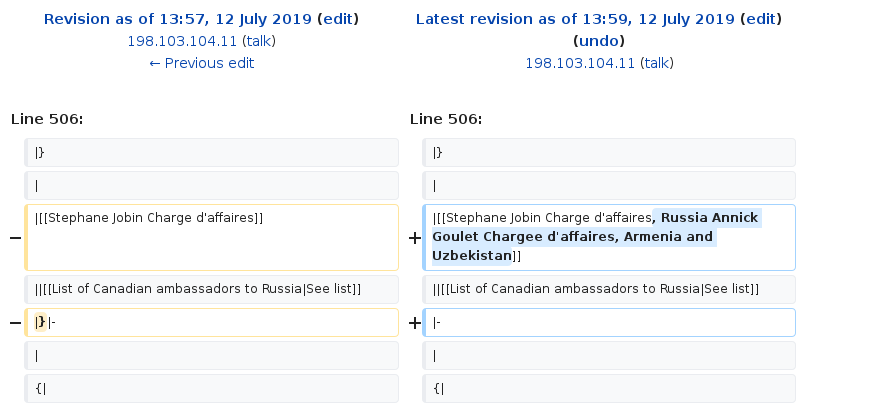 Revision as of 13:57, 12 July 2019 (edit)
198.103.104.11 (talk)
← Previous edit
Latest revision as of 13:59, 12 July 2019 (edit)
(undo)
198.103.104.11 (talk)
Line 506:
Line 506:
|}
|}
|
|
− |[[Stephane Jobin Charge d'affaires]]
+ |[[Stephane Jobin Charge d'affaires, Russia Annick
Goulet Chargee d'affaires, Armenia and
Uzbekistan]]
||[[List of Canadian ambassadors to Russia|See list]]
||[[List of Canadian ambassadors to Russia|See list]]
− |}|-
+ |-
|
|
{|
{|